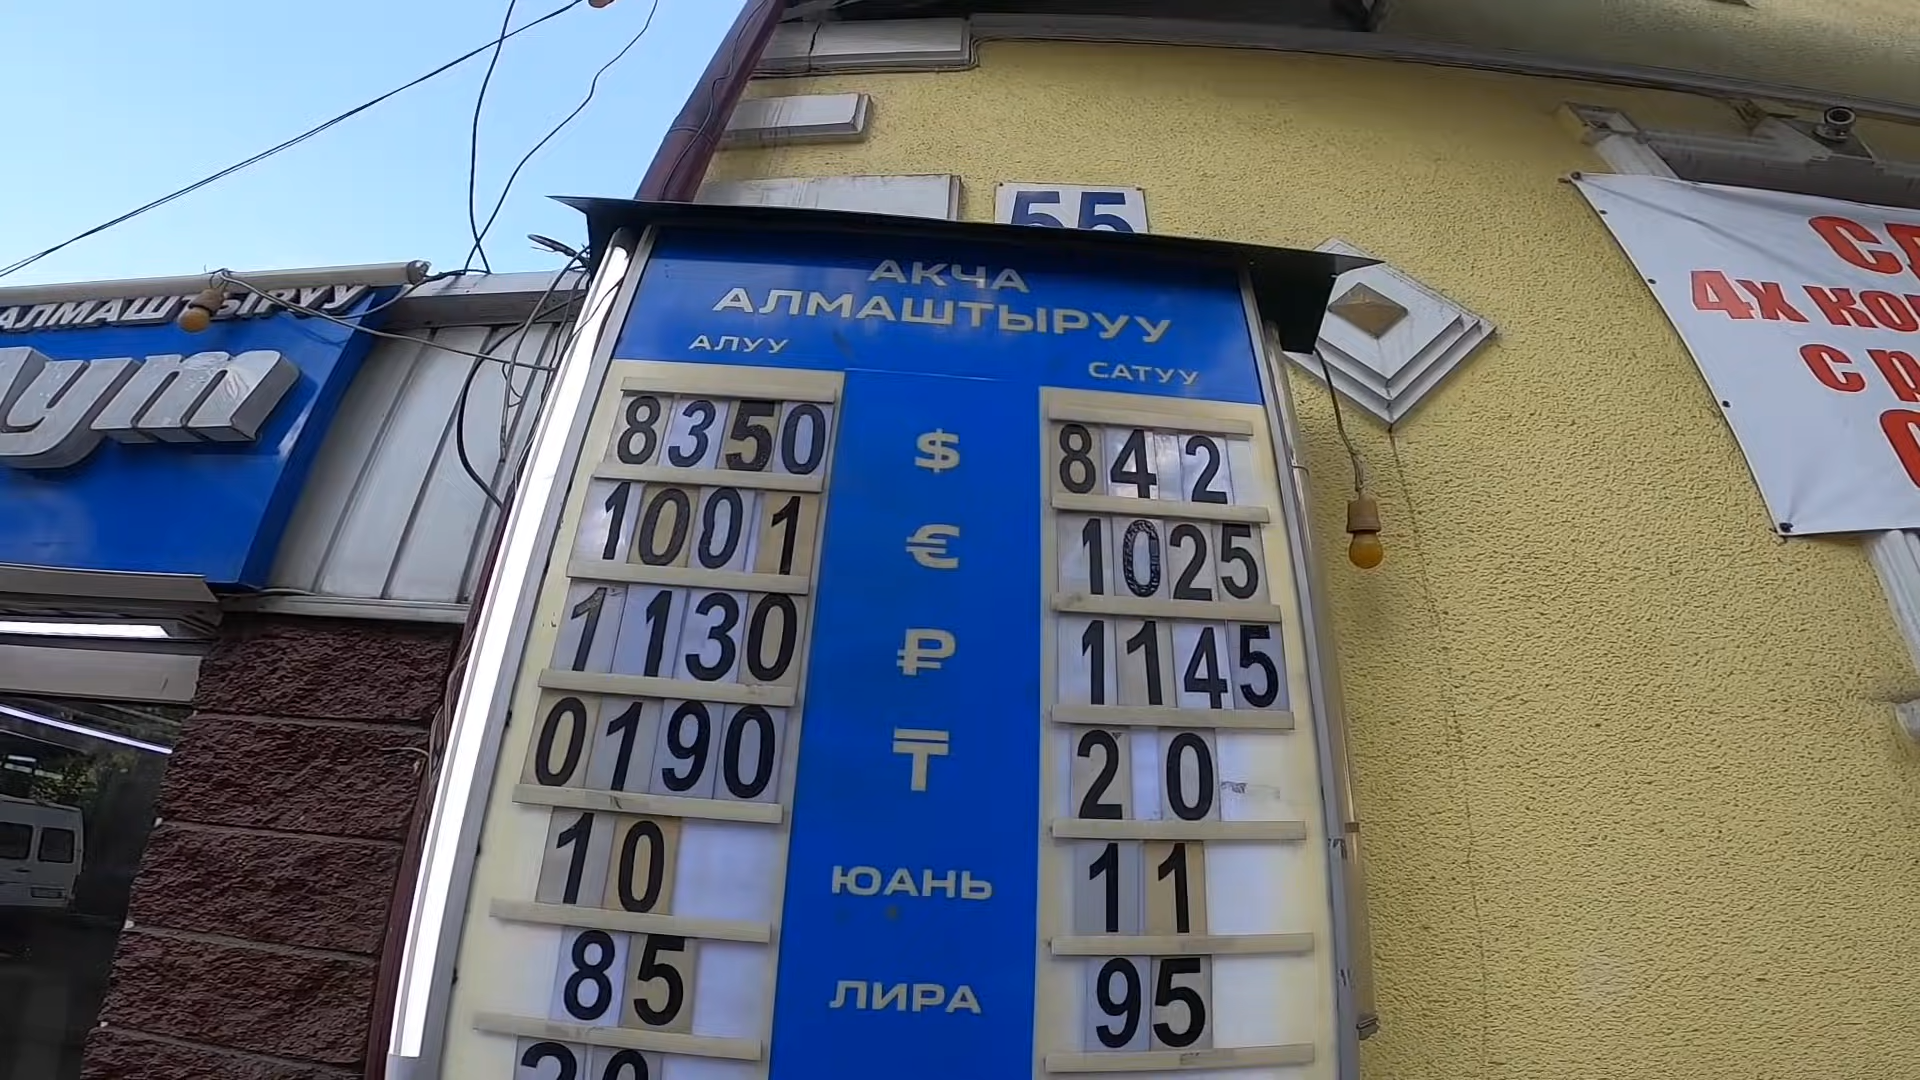 55
АЛМАШТЫРУУ
АКЧА
АЛМАШТЫРУУ
АЛУУ САТУУ
8350 $ 842
1001 € 1025
1130 ₽ 1145
0190 ₸ 20
10 ЮАНЬ 11
85 ЛИРА 95
4х
с